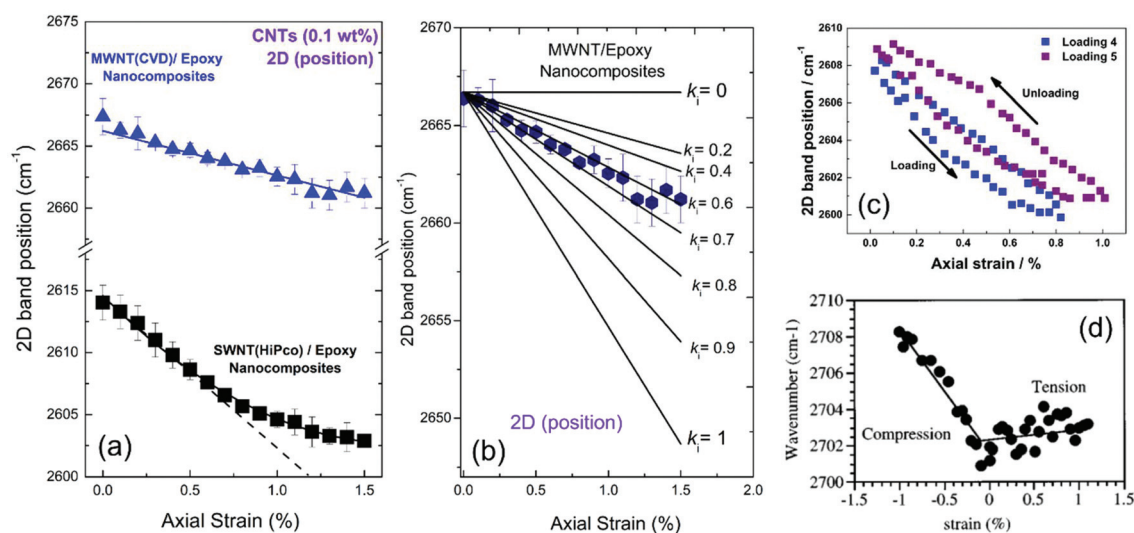 2675
2670
2665
2660
2615
2610
2605
2600
2D band position (cm-1)
CNTs (0.1 wt%)
2D (position)
MWNT(CVD)/ Epoxy
Nanocomposites
SWNT(HiPco) / Epoxy
Nanocomposites
(a)
0.0 0.5 1.0 1.5
Axial Strain (%)
2670
2665
2660
2655
2650
2D band position (cm-1)
MWNT/Epoxy
Nanocomposites
ki= 0
ki= 0.2
ki= 0.4
ki= 0.6
ki= 0.7
ki= 0.8
ki= 0.9
ki= 1
2D (position)
(b)
0.0 0.5 1.0 1.5 2.0
Axial Strain (%)
2610
2608
2606
2604
2602
2600
2D band position / cm-1
Loading 4
Loading 5
Unloading
Loading
(c)
0.0 0.2 0.4 0.6 0.8 1.0
Axial strain / %
2710
2708
2706
2704
2702
2700
Wavenumber (cm-1)
(d)
Tension
Compression
-1.5 -1 -0.5 0 0.5 1 1.5
strain (%)